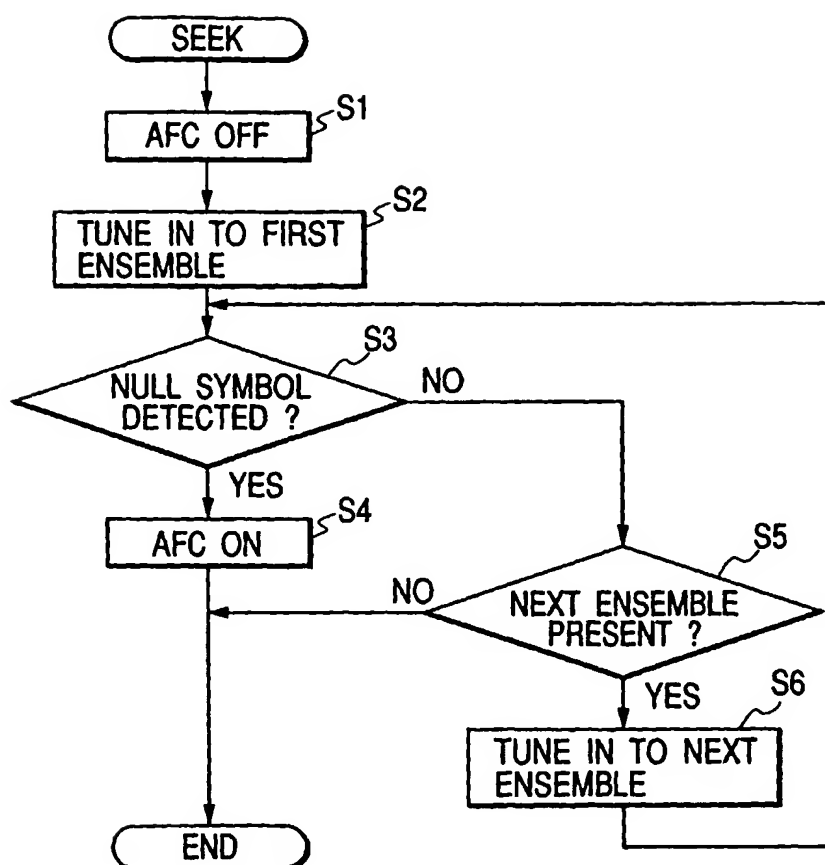 SEEK
AFC OFF
S1
TUNE IN TO FIRST
ENSEMBLE
S2
NULL SYMBOL
DETECTED ?
S3
NO
YES
AFC ON
S4
NEXT ENSEMBLE
PRESENT ?
S5
NO
YES
TUNE IN TO NEXT
ENSEMBLE
S6
END